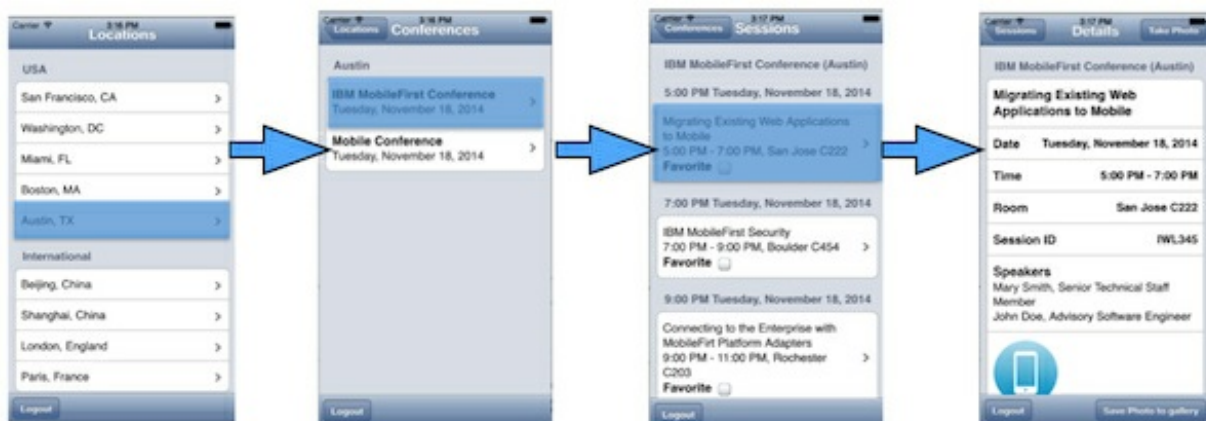 Carrier 3:16 PM
Locations
USA
San Francisco, CA
Washington, DC
Miami, FL
Boston, MA
Austin, TX
International
Beijing, China
Shanghai, China
London, England
Paris, France
Logout
Carrier 3:16 PM
Locations Conferences
Austin
IBM MobileFirst Conference
Tuesday, November 18, 2014
Mobile Conference
Tuesday, November 18, 2014
Logout
Carrier 3:17 PM
Conferences Sessions
IBM MobileFirst Conference (Austin)
5:00 PM Tuesday, November 18, 2014
Migrating Existing Web Applications
to Mobile
5:00 PM - 7:00 PM, San Jose C222
Favorite
7:00 PM Tuesday, November 18, 2014
IBM MobileFirst Security
7:00 PM - 9:00 PM, Boulder C454
Favorite
9:00 PM Tuesday, November 18, 2014
Connecting to the Enterprise with
MobileFirt Platform Adapters
9:00 PM - 11:00 PM, Rochester
C203
Favorite
Logout
Carrier 3:17 PM
Sessions Details Take Photo
IBM MobileFirst Conference (Austin)
Migrating Existing Web
Applications to Mobile
Date Tuesday, November 18, 2014
Time 5:00 PM - 7:00 PM
Room San Jose C222
Session ID IWL345
Speakers
Mary Smith, Senior Technical Staff
Member
John Doe, Advisory Software Engineer
Logout Save Photo to gallery